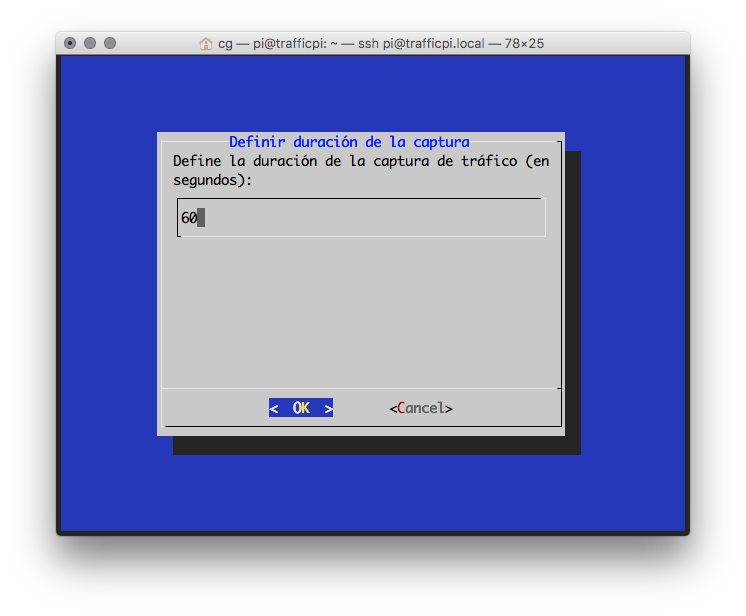 cg — pi@trafficpi: ~ — ssh pi@trafficpi.local — 78×25
Definir duración de la captura
Define la duración de la captura de tráfico (en
segundos):
60
< OK > <Cancel>